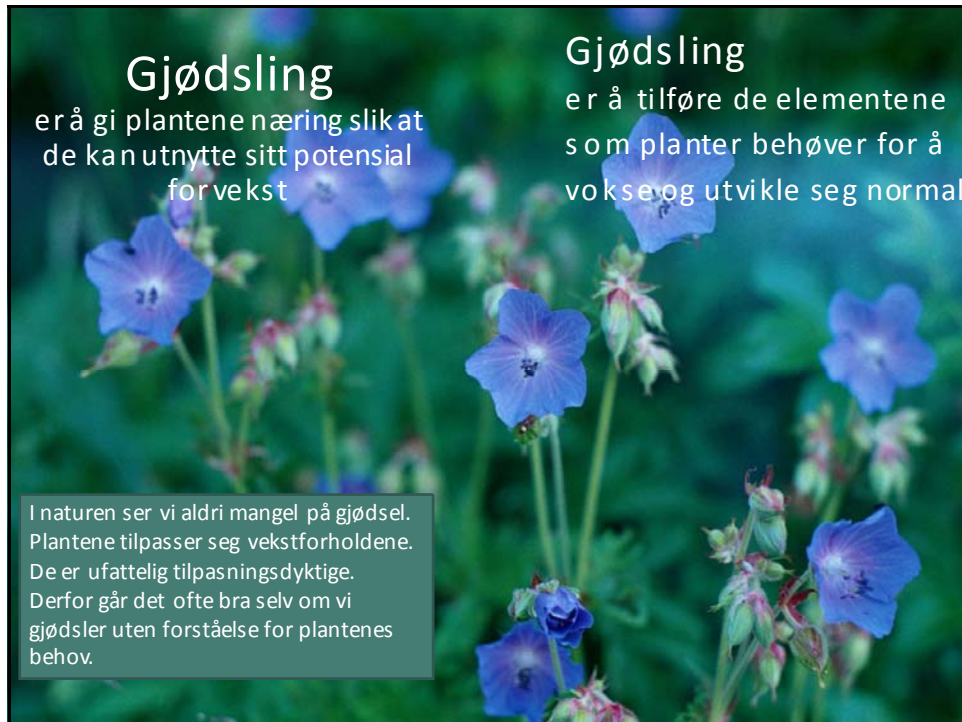 Gjødsling
er å gi plantene næring slik at
de kan utnytte sitt potensial
for vekst
Gjødsling
er å tilføre de elementene
som planter behøver for å
vokse og utvikle seg normal
I naturen ser vi aldri mangel på gjødsel.
Plantene tilpasser seg vekstforholdene.
De er ufattelig tilpasningsdyktige.
Derfor går det ofte bra selv om vi
gjødsler uten forståelse for plantenes
behov.